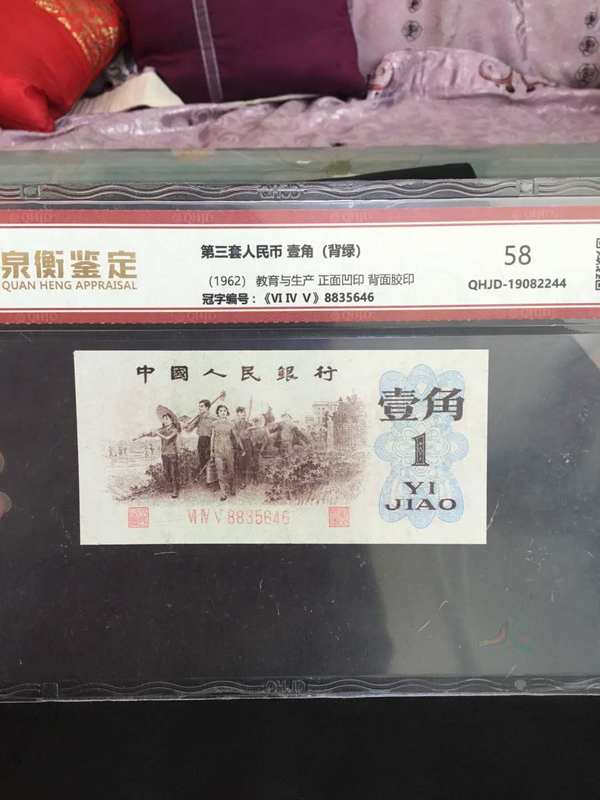 泉衡鉴定
QUAN HENG APPRAISAL
第三套人民币 壹角（背绿）
（1962） 教育与生产 正面凹印 背面胶印
冠字编号：《Ⅵ Ⅳ Ⅴ》8835646
58
QHJD-19082244
中國人民銀行
壹角
1
YI
JIAO
Ⅵ Ⅳ Ⅴ 8835646
QHJD